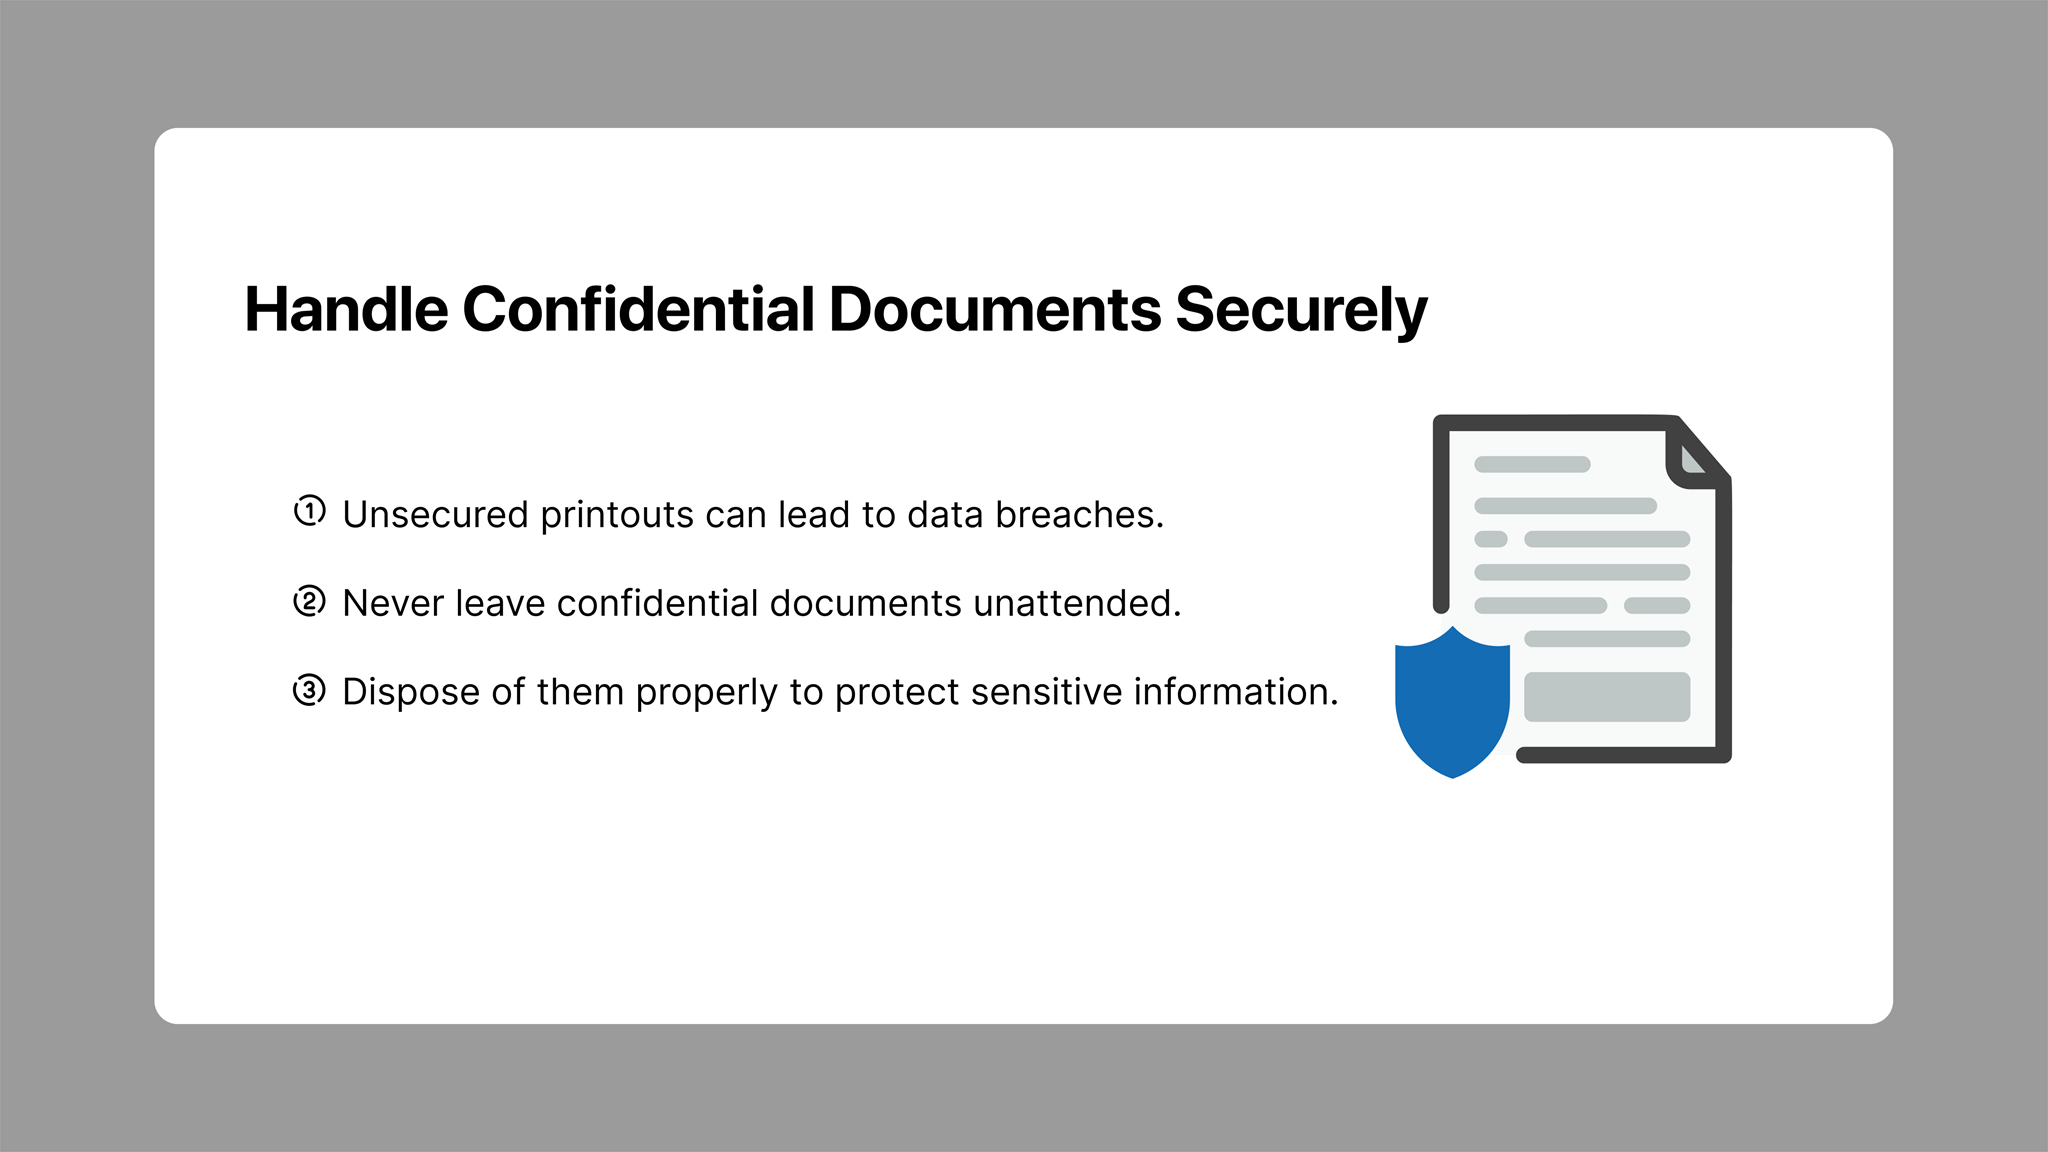 Handle Confidential Documents Securely
① Unsecured printouts can lead to data breaches.
② Never leave confidential documents unattended.
③ Dispose of them properly to protect sensitive information.